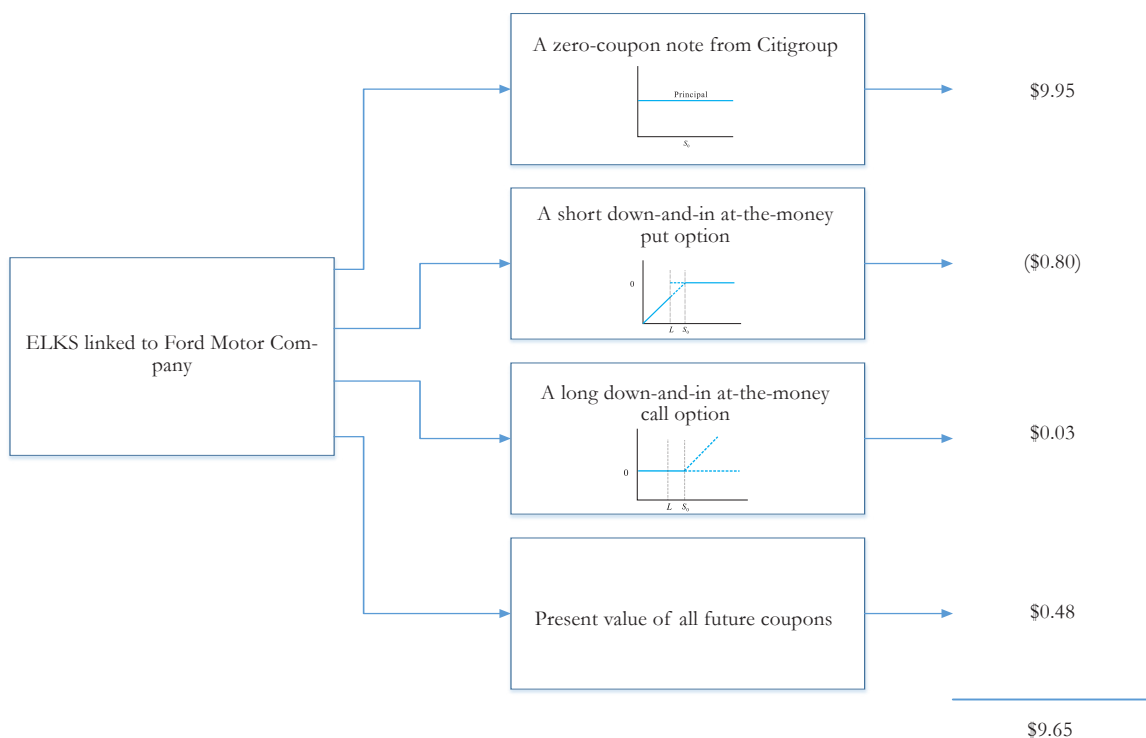 A zero-coupon note from Citigroup
Principal
S₀
$9.95
A short down-and-in at-the-money
put option
0
L
S₀
($0.80)
ELKS linked to Ford Motor Com-
pany
A long down-and-in at-the-money
call option
0
L
S₀
$0.03
Present value of all future coupons
$0.48
$9.65